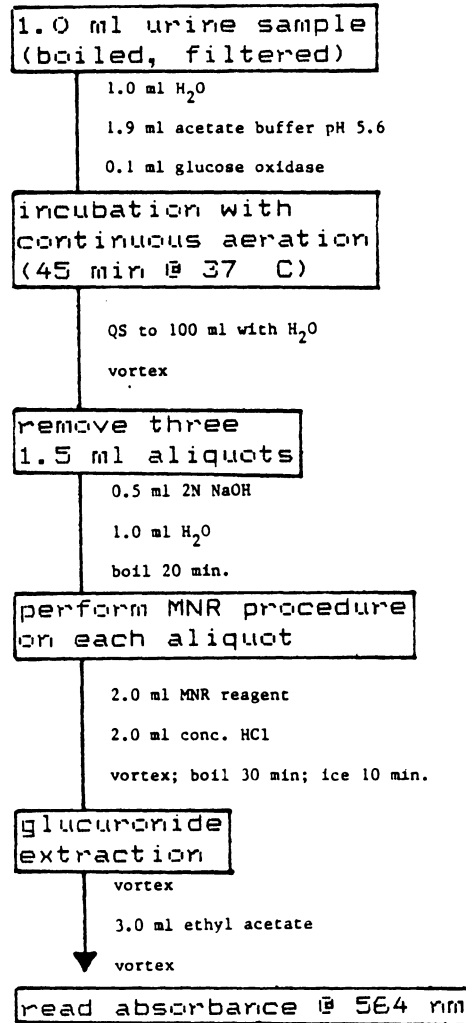 1.0 ml urine sample
(boiled, filtered)
1.0 ml H₂O
1.9 ml acetate buffer pH 5.6
0.1 ml glucose oxidase
incubation with
continuous aeration
(45 min @ 37 C)
QS to 100 ml with H₂O
vortex
remove three
1.5 ml aliquots
0.5 ml 2N NaOH
1.0 ml H₂O
boil 20 min.
perform MNR procedure
on each aliquot
2.0 ml MNR reagent
2.0 ml conc. HCl
vortex; boil 30 min; ice 10 min.
glucuronide
extraction
vortex
3.0 ml ethyl acetate
vortex
read absorbance @ 564 nm